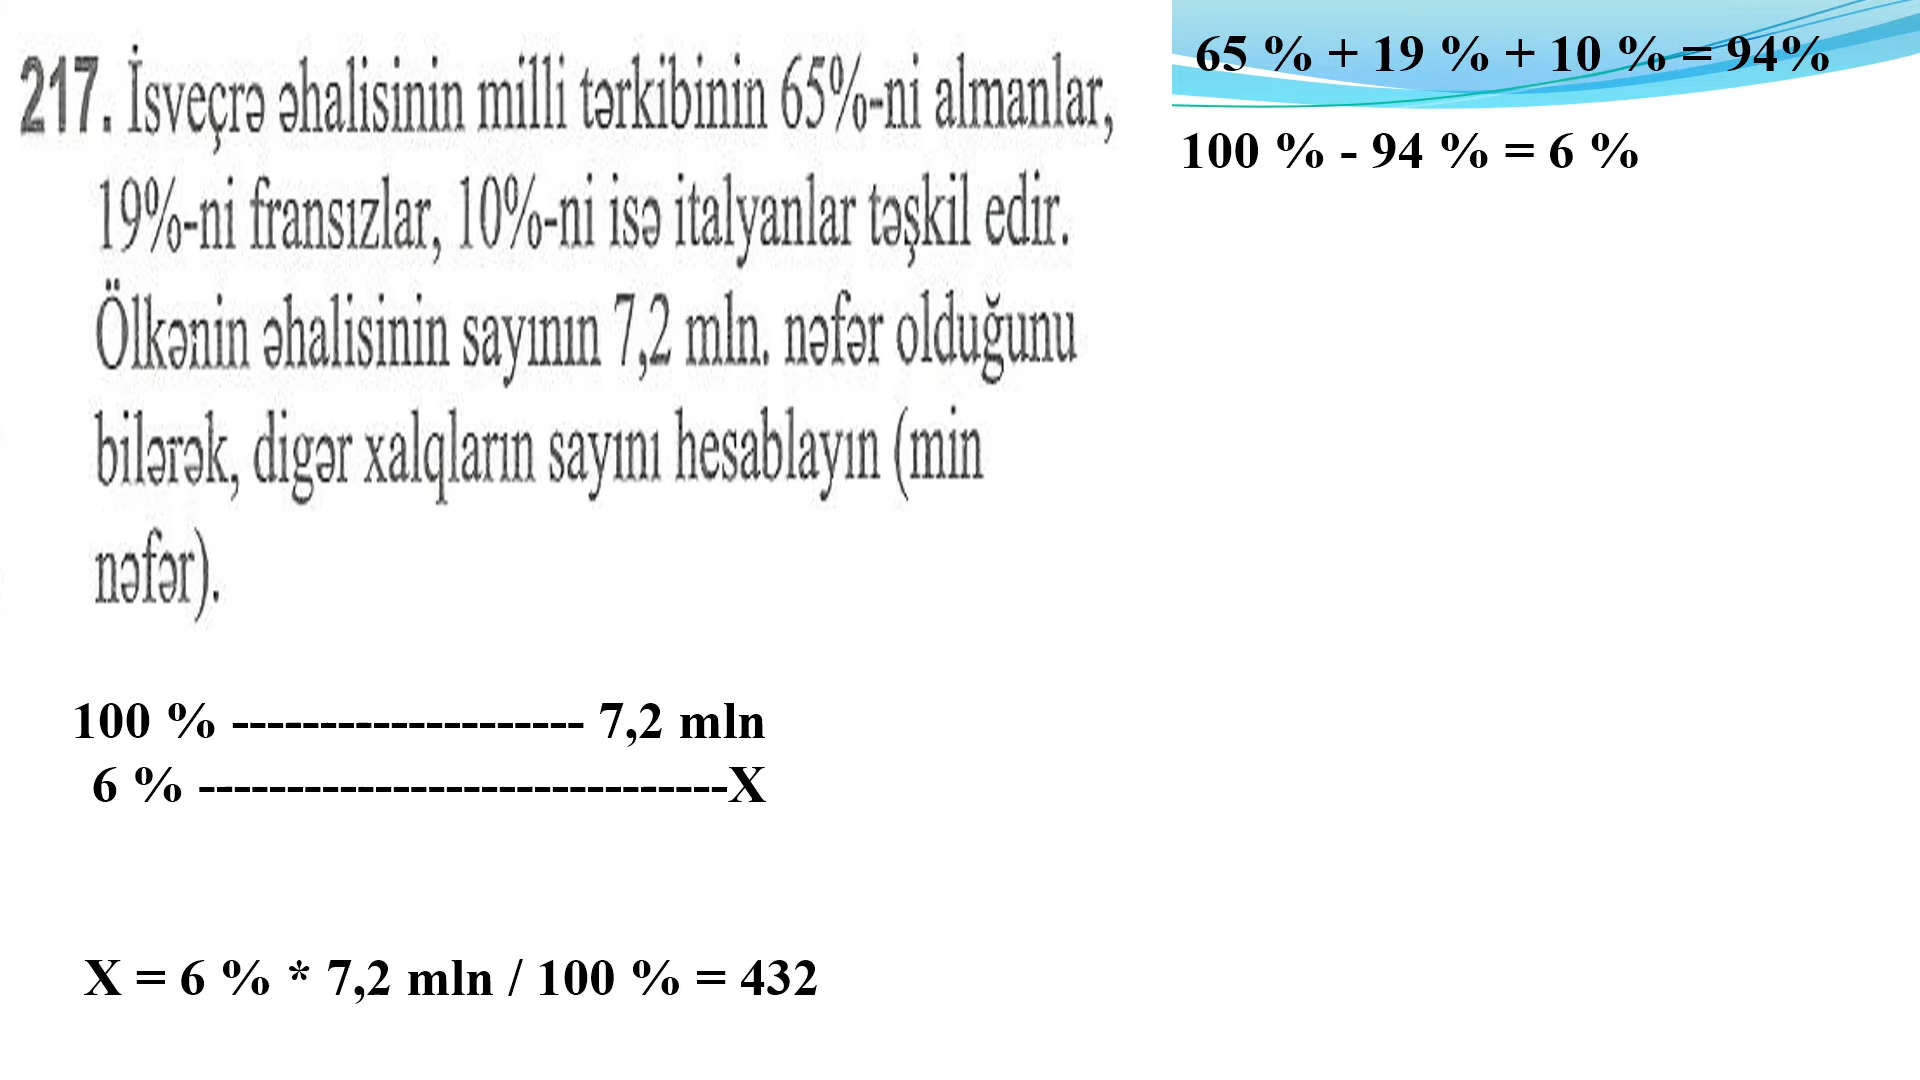 217. İsveçrə əhalisinin milli tərkibinin 65%-ni almanlar,
19%-ni fransızlar, 10%-ni isə italyanlar təşkil edir.
Ölkənin əhalisinin sayının 7,2 mln. nəfər olduğunu
bilərək, digər xalqların sayını hesablayın (min
nəfər).
65 % + 19 % + 10 % = 94%
100 % - 94 % = 6 %
100 % -------------------- 7,2 mln
6 % ------------------------------X
X = 6 % * 7,2 mln / 100 % = 432